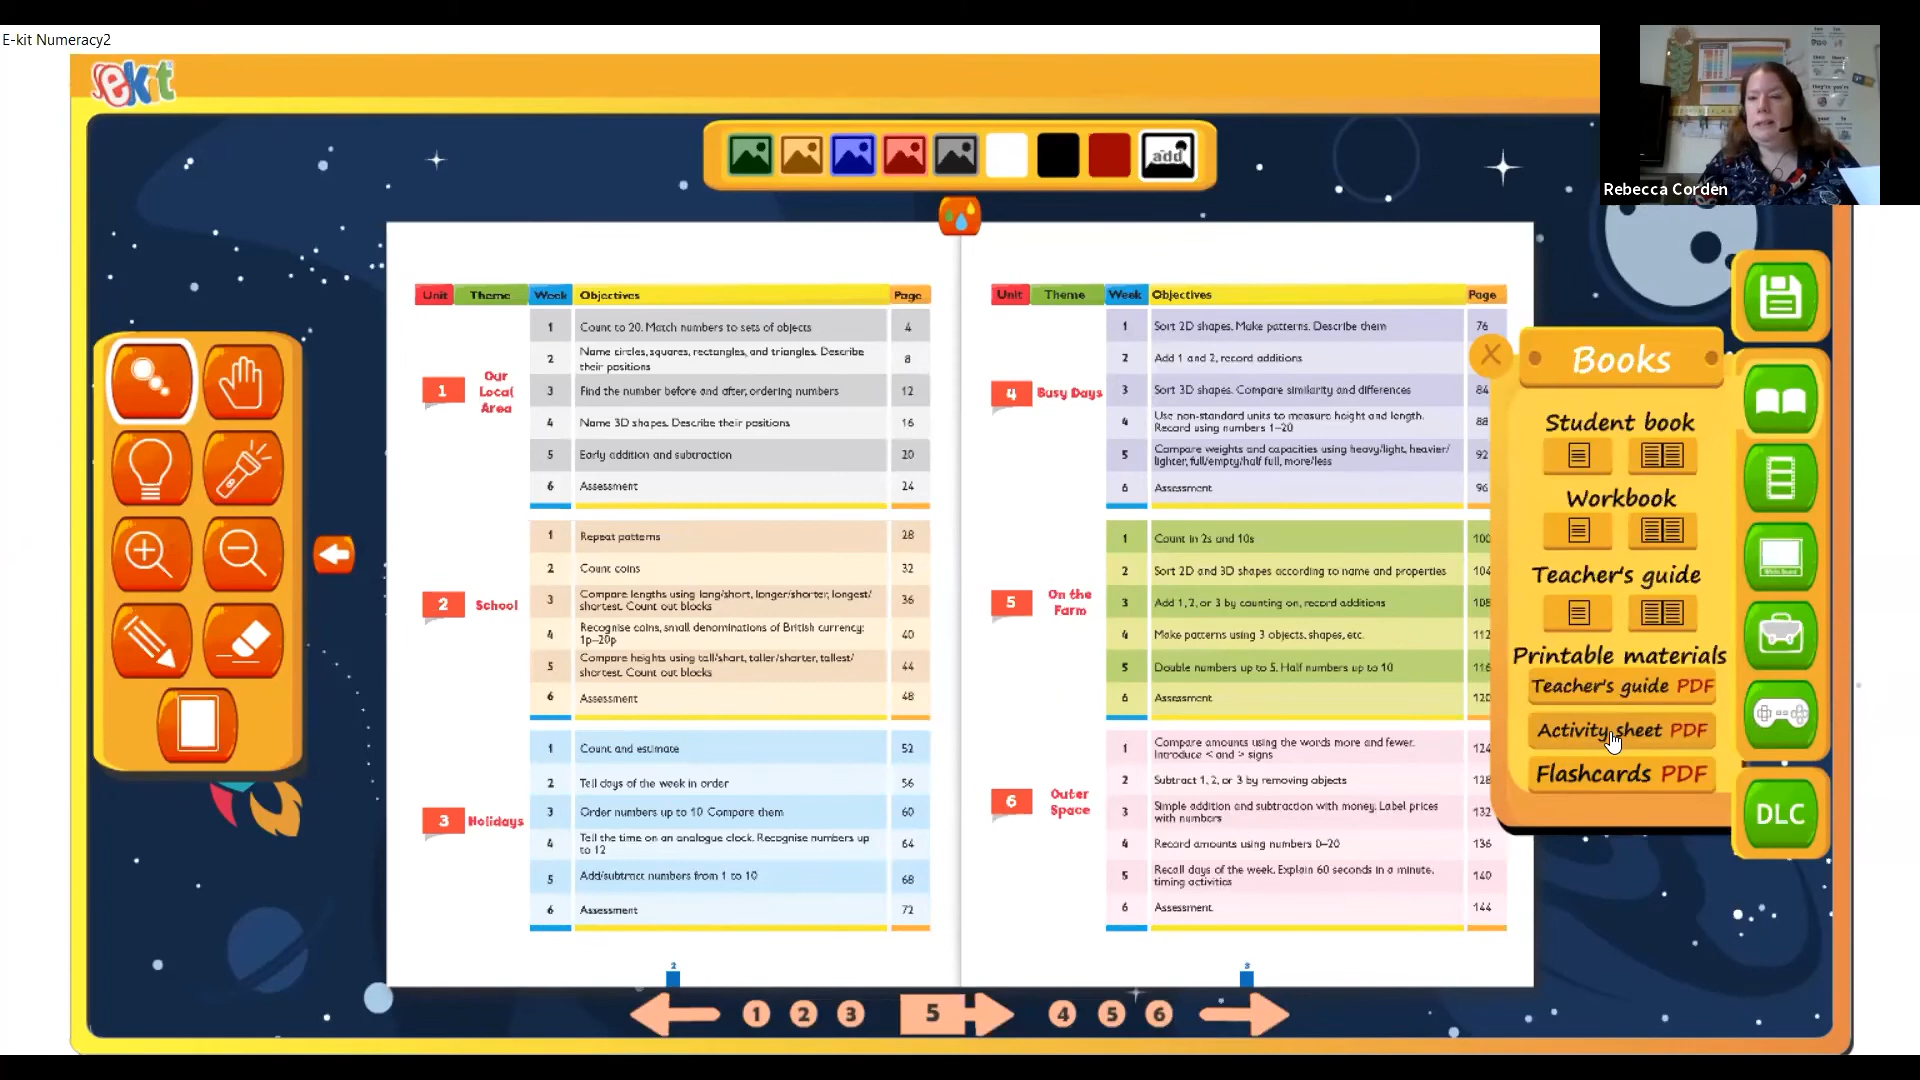 E-kit Numeracy2
ekit
add
Rebecca Corden
Unit Theme Week Objectives Page
1 Our Local Area
1 Count to 20. Match numbers to sets of objects 4
2 Name circles, squares, rectangles, and triangles. Describe
their positions 8
3 Find the number before and after, ordering numbers 12
4 Name 3D shapes. Describe their positions 16
5 Early addition and subtraction 20
6 Assessment 24
2 School
1 Repeat patterns 28
2 Count coins 32
3 Compare lengths using long/short, longer/shorter, longest/
shortest. Count out blocks 36
4 Recognise coins, small denominations of British currency:
1p–20p 40
5 Compare heights using tall/short, taller/shorter, tallest/
shortest. Count out blocks 44
6 Assessment 48
3 Holidays
1 Count and estimate 52
2 Tell days of the week in order 56
3 Order numbers up to 10 Compare them 60
4 Tell the time on an analogue clock. Recognise numbers up
to 12 64
5 Add/subtract numbers from 1 to 10 68
6 Assessment 72
2
Unit Theme Week Objectives Page
4 Busy Days
1 Sort 2D shapes. Make patterns. Describe them 76
2 Add 1 and 2, record additions
3 Sort 3D shapes. Compare similarity and differences 84
4 Use non-standard units to measure height and length.
Record using numbers 1–20 88
5 Compare weights and capacities using heavy/light, heavier/
lighter, full/empty/half full, more/less 92
6 Assessment 96
5 On the Farm
1 Count in 2s and 10s 100
2 Sort 2D and 3D shapes according to name and properties 104
3 Add 1, 2, or 3 by counting on, record additions 108
4 Make patterns using 3 objects, shapes, etc. 112
5 Double numbers up to 5. Half numbers up to 10 116
6 Assessment 120
6 Outer Space
1 Compare amounts using the words more and fewer.
Introduce < and > signs 124
2 Subtract 1, 2, or 3 by removing objects 128
3 Simple addition and subtraction with money. Label prices
with numbers 132
4 Record amounts using numbers 0–20 136
5 Recall days of the week. Explain 60 seconds in a minute,
timing activities 140
6 Assessment 144
3
Books
Student book
Workbook
Teacher's guide
Printable materials
Teacher's guide PDF
Activity sheet PDF
Flashcards PDF
DLC
1 2 3 5 4 5 6